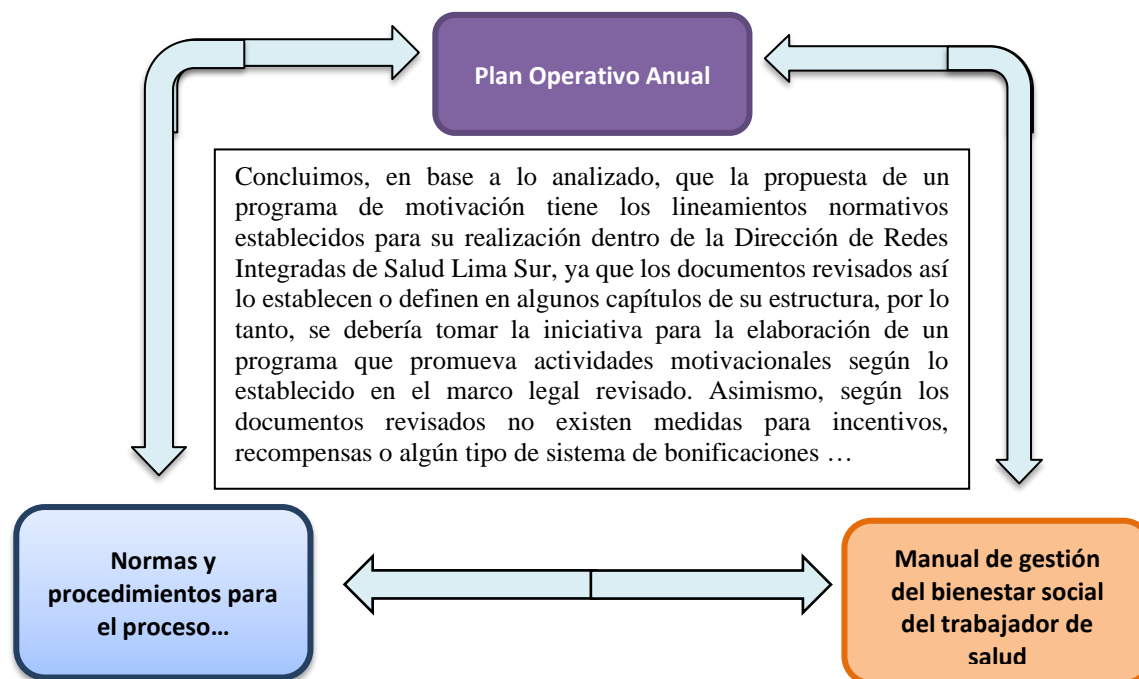 Plan Operativo Anual
Concluimos, en base a lo analizado, que la propuesta de un
programa de motivación tiene los lineamientos normativos
establecidos para su realización dentro de la Dirección de Redes
Integradas de Salud Lima Sur, ya que los documentos revisados así
lo establecen o definen en algunos capítulos de su estructura, por lo
tanto, se debería tomar la iniciativa para la elaboración de un
programa que promueva actividades motivacionales según lo
establecido en el marco legal revisado. Asimismo, según los
documentos revisados no existen medidas para incentivos,
recompensas o algún tipo de sistema de bonificaciones …
Normas y
procedimientos para
el proceso…
Manual de gestión
del bienestar social
del trabajador de
salud